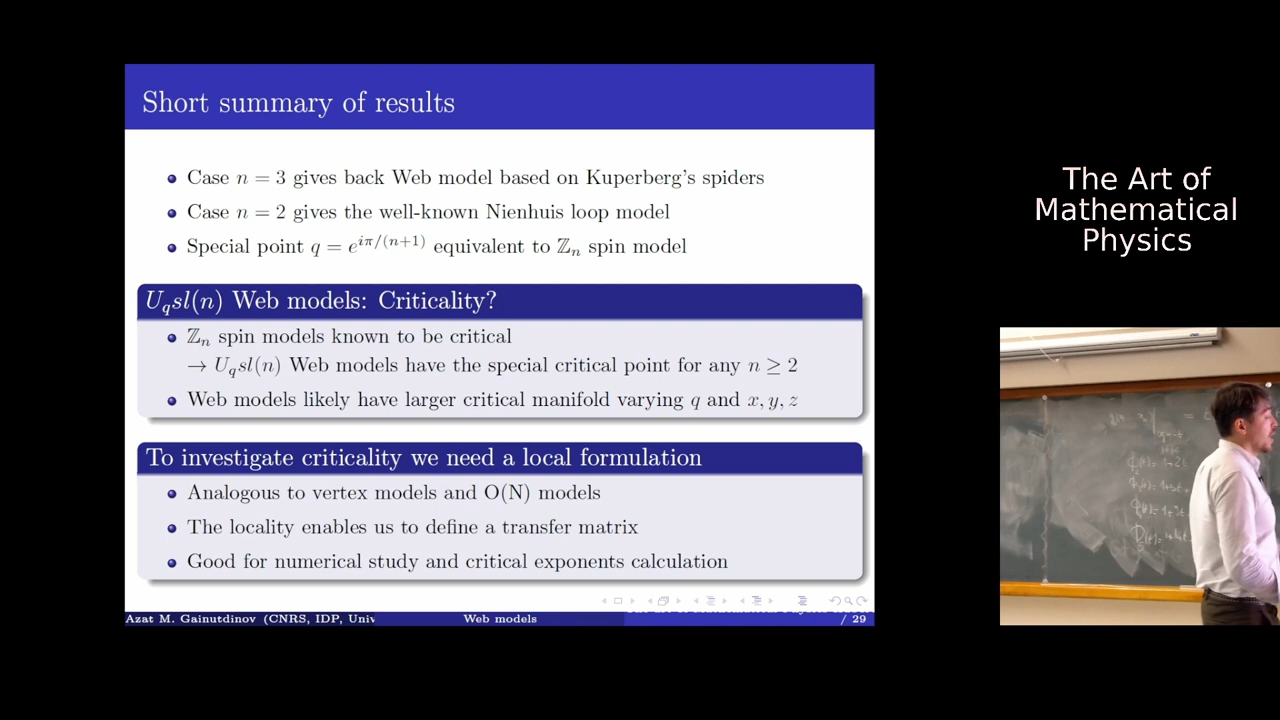 Short summary of results
Case n = 3 gives back Web model based on Kuperberg's spiders
Case n = 2 gives the well-known Nienhuis loop model
Special point q = e^{iπ/(n+1)} equivalent to ℤₙ spin model
U_q sl(n) Web models: Criticality?
ℤₙ spin models known to be critical
→ U_q sl(n) Web models have the special critical point for any n ≥ 2
Web models likely have larger critical manifold varying q and x, y, z
To investigate criticality we need a local formulation
Analogous to vertex models and O(N) models
The locality enables us to define a transfer matrix
Good for numerical study and critical exponents calculation
Azat M. Gainutdinov (CNRS, IDP, Univ
Web models
/ 29
The Art of
Mathematical
Physics